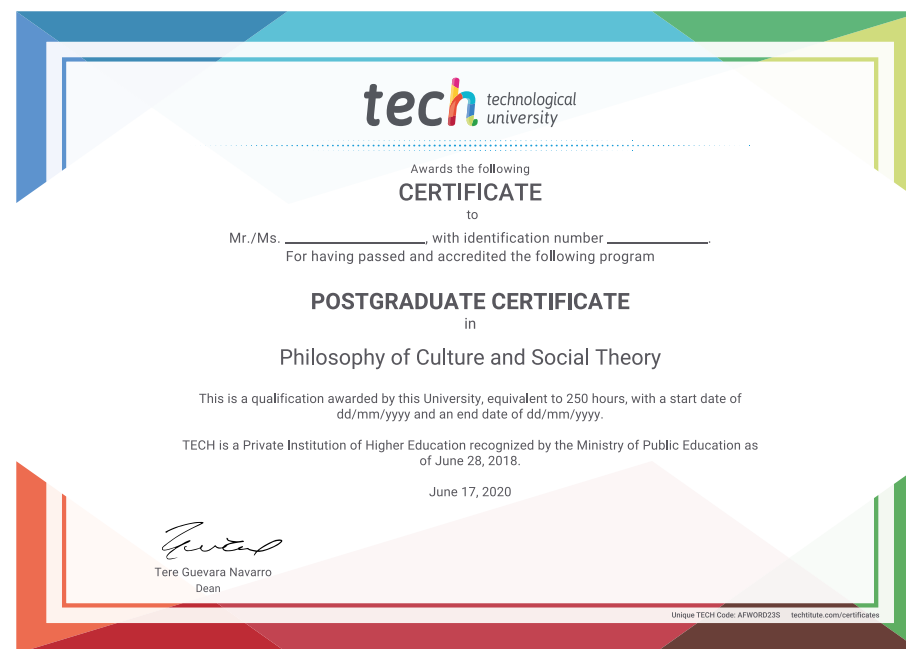 tech technological
university
Awards the following
CERTIFICATE
to
Mr./Ms. ____________________, with identification number ______________.
For having passed and accredited the following program
POSTGRADUATE CERTIFICATE
in
Philosophy of Culture and Social Theory
This is a qualification awarded by this University, equivalent to 250 hours, with a start date of
dd/mm/yyyy and an end date of dd/mm/yyyy.
TECH is a Private Institution of Higher Education recognized by the Ministry of Public Education as
of June 28, 2018.
June 17, 2020
Tere Guevara Navarro
Dean
Unique TECH Code: AFWORD23S techtitute.com/certificates